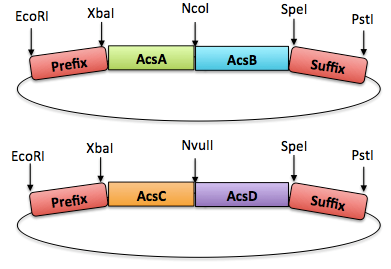 EcoRI XbaI NcoI SpeI PstI
Prefix AcsA AcsB Suffix
EcoRI XbaI NvuII SpeI PstI
Prefix AcsC AcsD Suffix